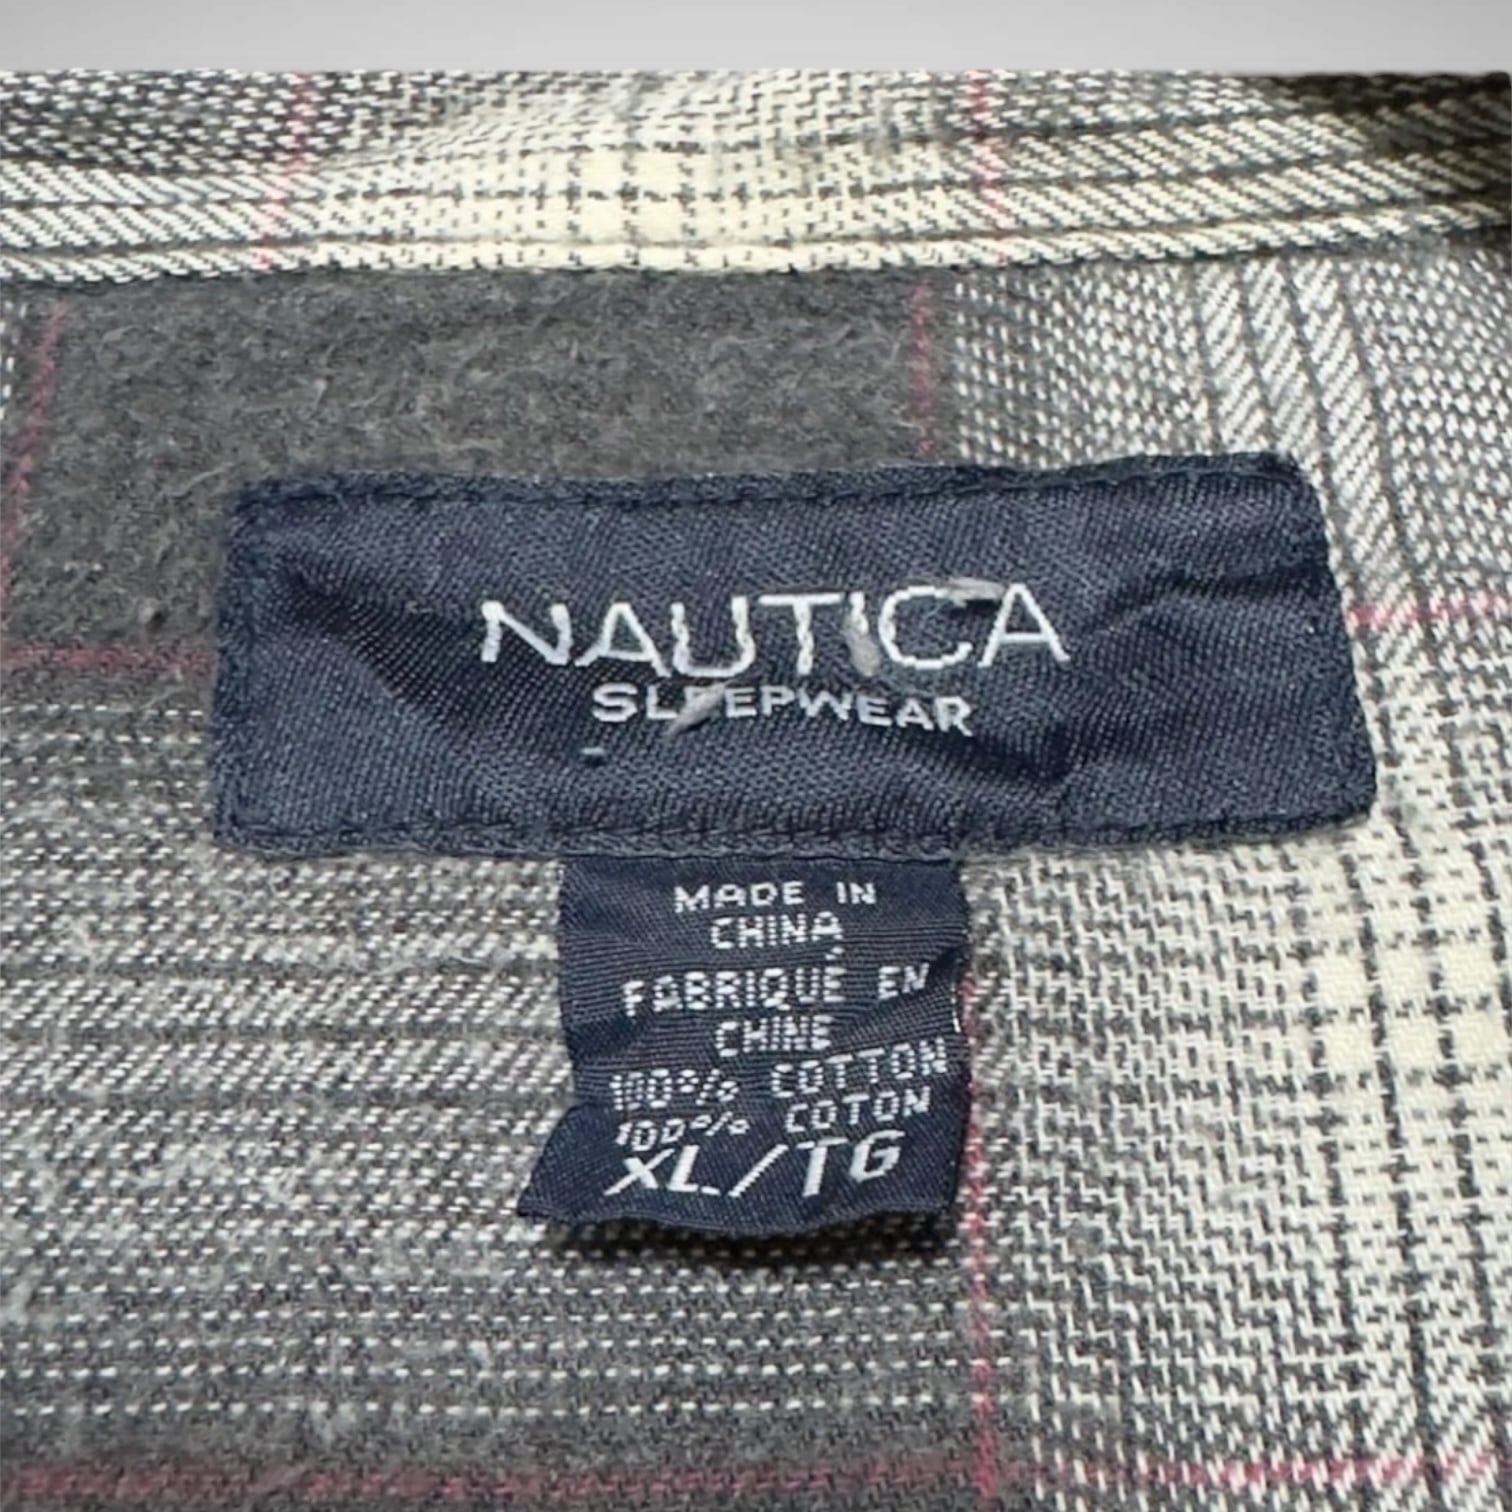 NAUTICA
SLEEPWEAR
MADE IN
CHINA
FABRIQUÉ EN
CHINE
100% COTTON
100% COTON
XL/TG